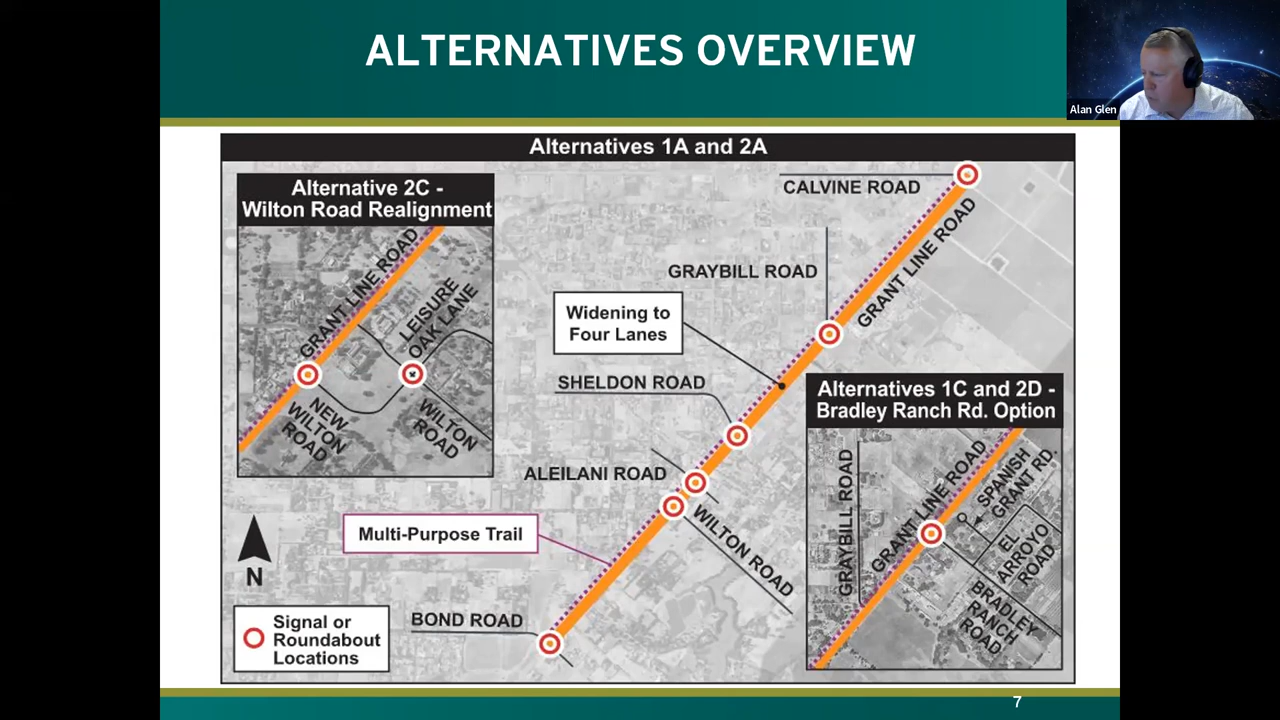 ALTERNATIVES OVERVIEW
Alan Glen
Alternatives 1A and 2A
Alternative 2C -
Wilton Road Realignment
GRANT LINE ROAD
LEISURE
OAK LANE
NEW
WILTON
ROAD
WILTON
ROAD
CALVINE ROAD
GRANT LINE ROAD
GRAYBILL ROAD
Widening to
Four Lanes
SHELDON ROAD
ALEILANI ROAD
WILTON ROAD
Multi-Purpose Trail
BOND ROAD
N
Signal or
Roundabout
Locations
Alternatives 1C and 2D -
Bradley Ranch Rd. Option
GRAYBILL ROAD
GRANT LINE ROAD
SPANISH
GRANT RD.
EL
ARROYO
ROAD
BRADLEY
RANCH
ROAD
7